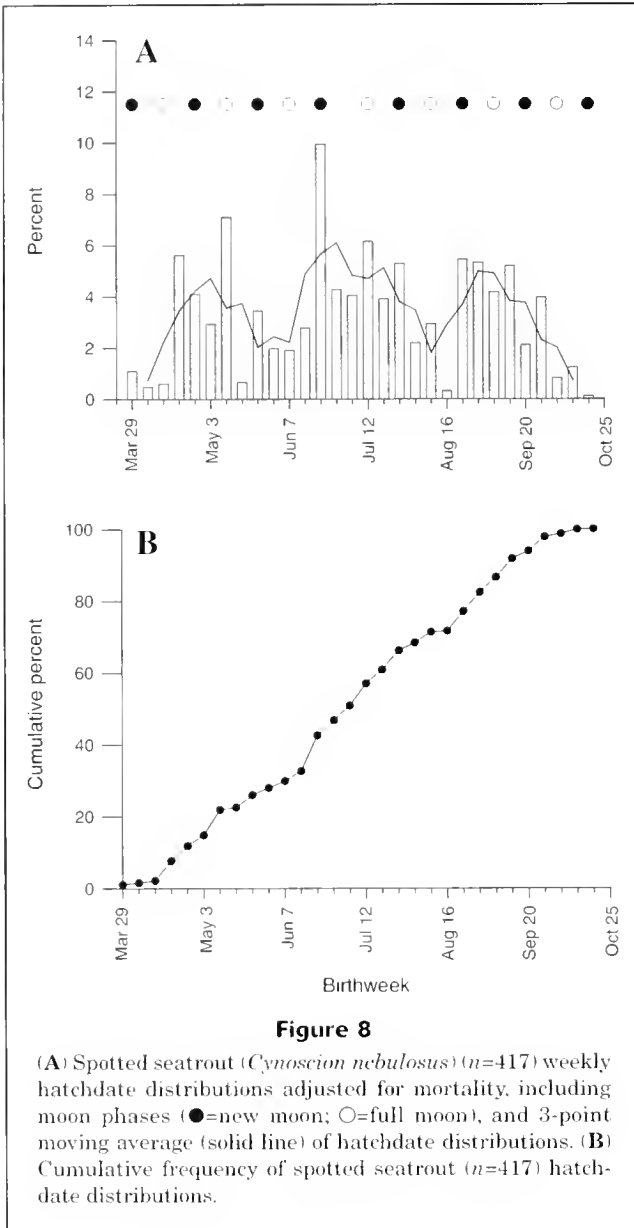 A
14
12
10
8
6
4
2
0
Percent
Mar 29
May 3
Jun 7
Jul 12
Aug 16
Sep 20
Oct 25
B
100
80
60
40
20
0
Cumulative percent
Mar 29
May 3
Jun 7
Jul 12
Aug 16
Sep 20
Oct 25
Birthweek
Figure 8
(A) Spotted seatrout (Cynoscion nebulosus) (n=417) weekly
hatchdate distributions adjusted for mortality, including
moon phases (●=new moon; ○=full moon), and 3-point
moving average (solid line) of hatchdate distributions. (B)
Cumulative frequency of spotted seatrout (n=417) hatch-
date distributions.